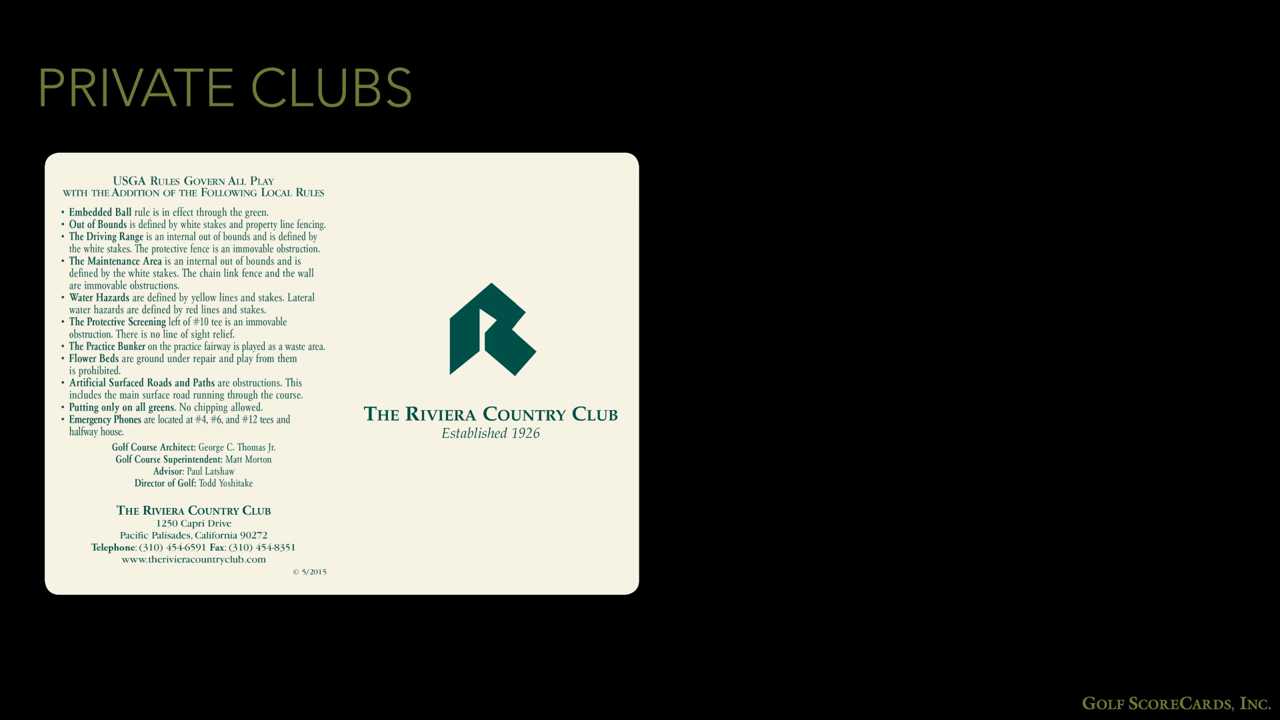 PRIVATE CLUBS
USGA Rules Govern All Play
with the Addition of the Following Local Rules
• Embedded Ball rule is in effect through the green.
• Out of Bounds is defined by white stakes and property line fencing.
• The Driving Range is an internal out of bounds and is defined by
the white stakes. The protective fence is an immovable obstruction.
• The Maintenance Area is an internal out of bounds and is
defined by the white stakes. The chain link fence and the wall
are immovable obstructions.
• Water Hazards are defined by yellow lines and stakes. Lateral
water hazards are defined by red lines and stakes.
• The Protective Screening left of #10 tee is an immovable
obstruction. There is no line of sight relief.
• The Practice Bunker on the practice fairway is played as a waste area.
• Flower Beds are ground under repair and play from them
is prohibited.
• Artificial Surfaced Roads and Paths are obstructions. This
includes the main surface road running through the course.
• Putting only on all greens. No chipping allowed.
• Emergency Phones are located at #4, #6, and #12 tees and
halfway house.
Golf Course Architect: George C. Thomas Jr.
Golf Course Superintendent: Matt Morton
Advisor: Paul Latshaw
Director of Golf: Todd Yoshitake
The Riviera Country Club
1250 Capri Drive
Pacific Palisades, California 90272
Telephone: (310) 454-6591 Fax: (310) 454-8351
www.therivieracountryclub.com
© 5/2015
The Riviera Country Club
Established 1926
Golf ScoreCards, Inc.